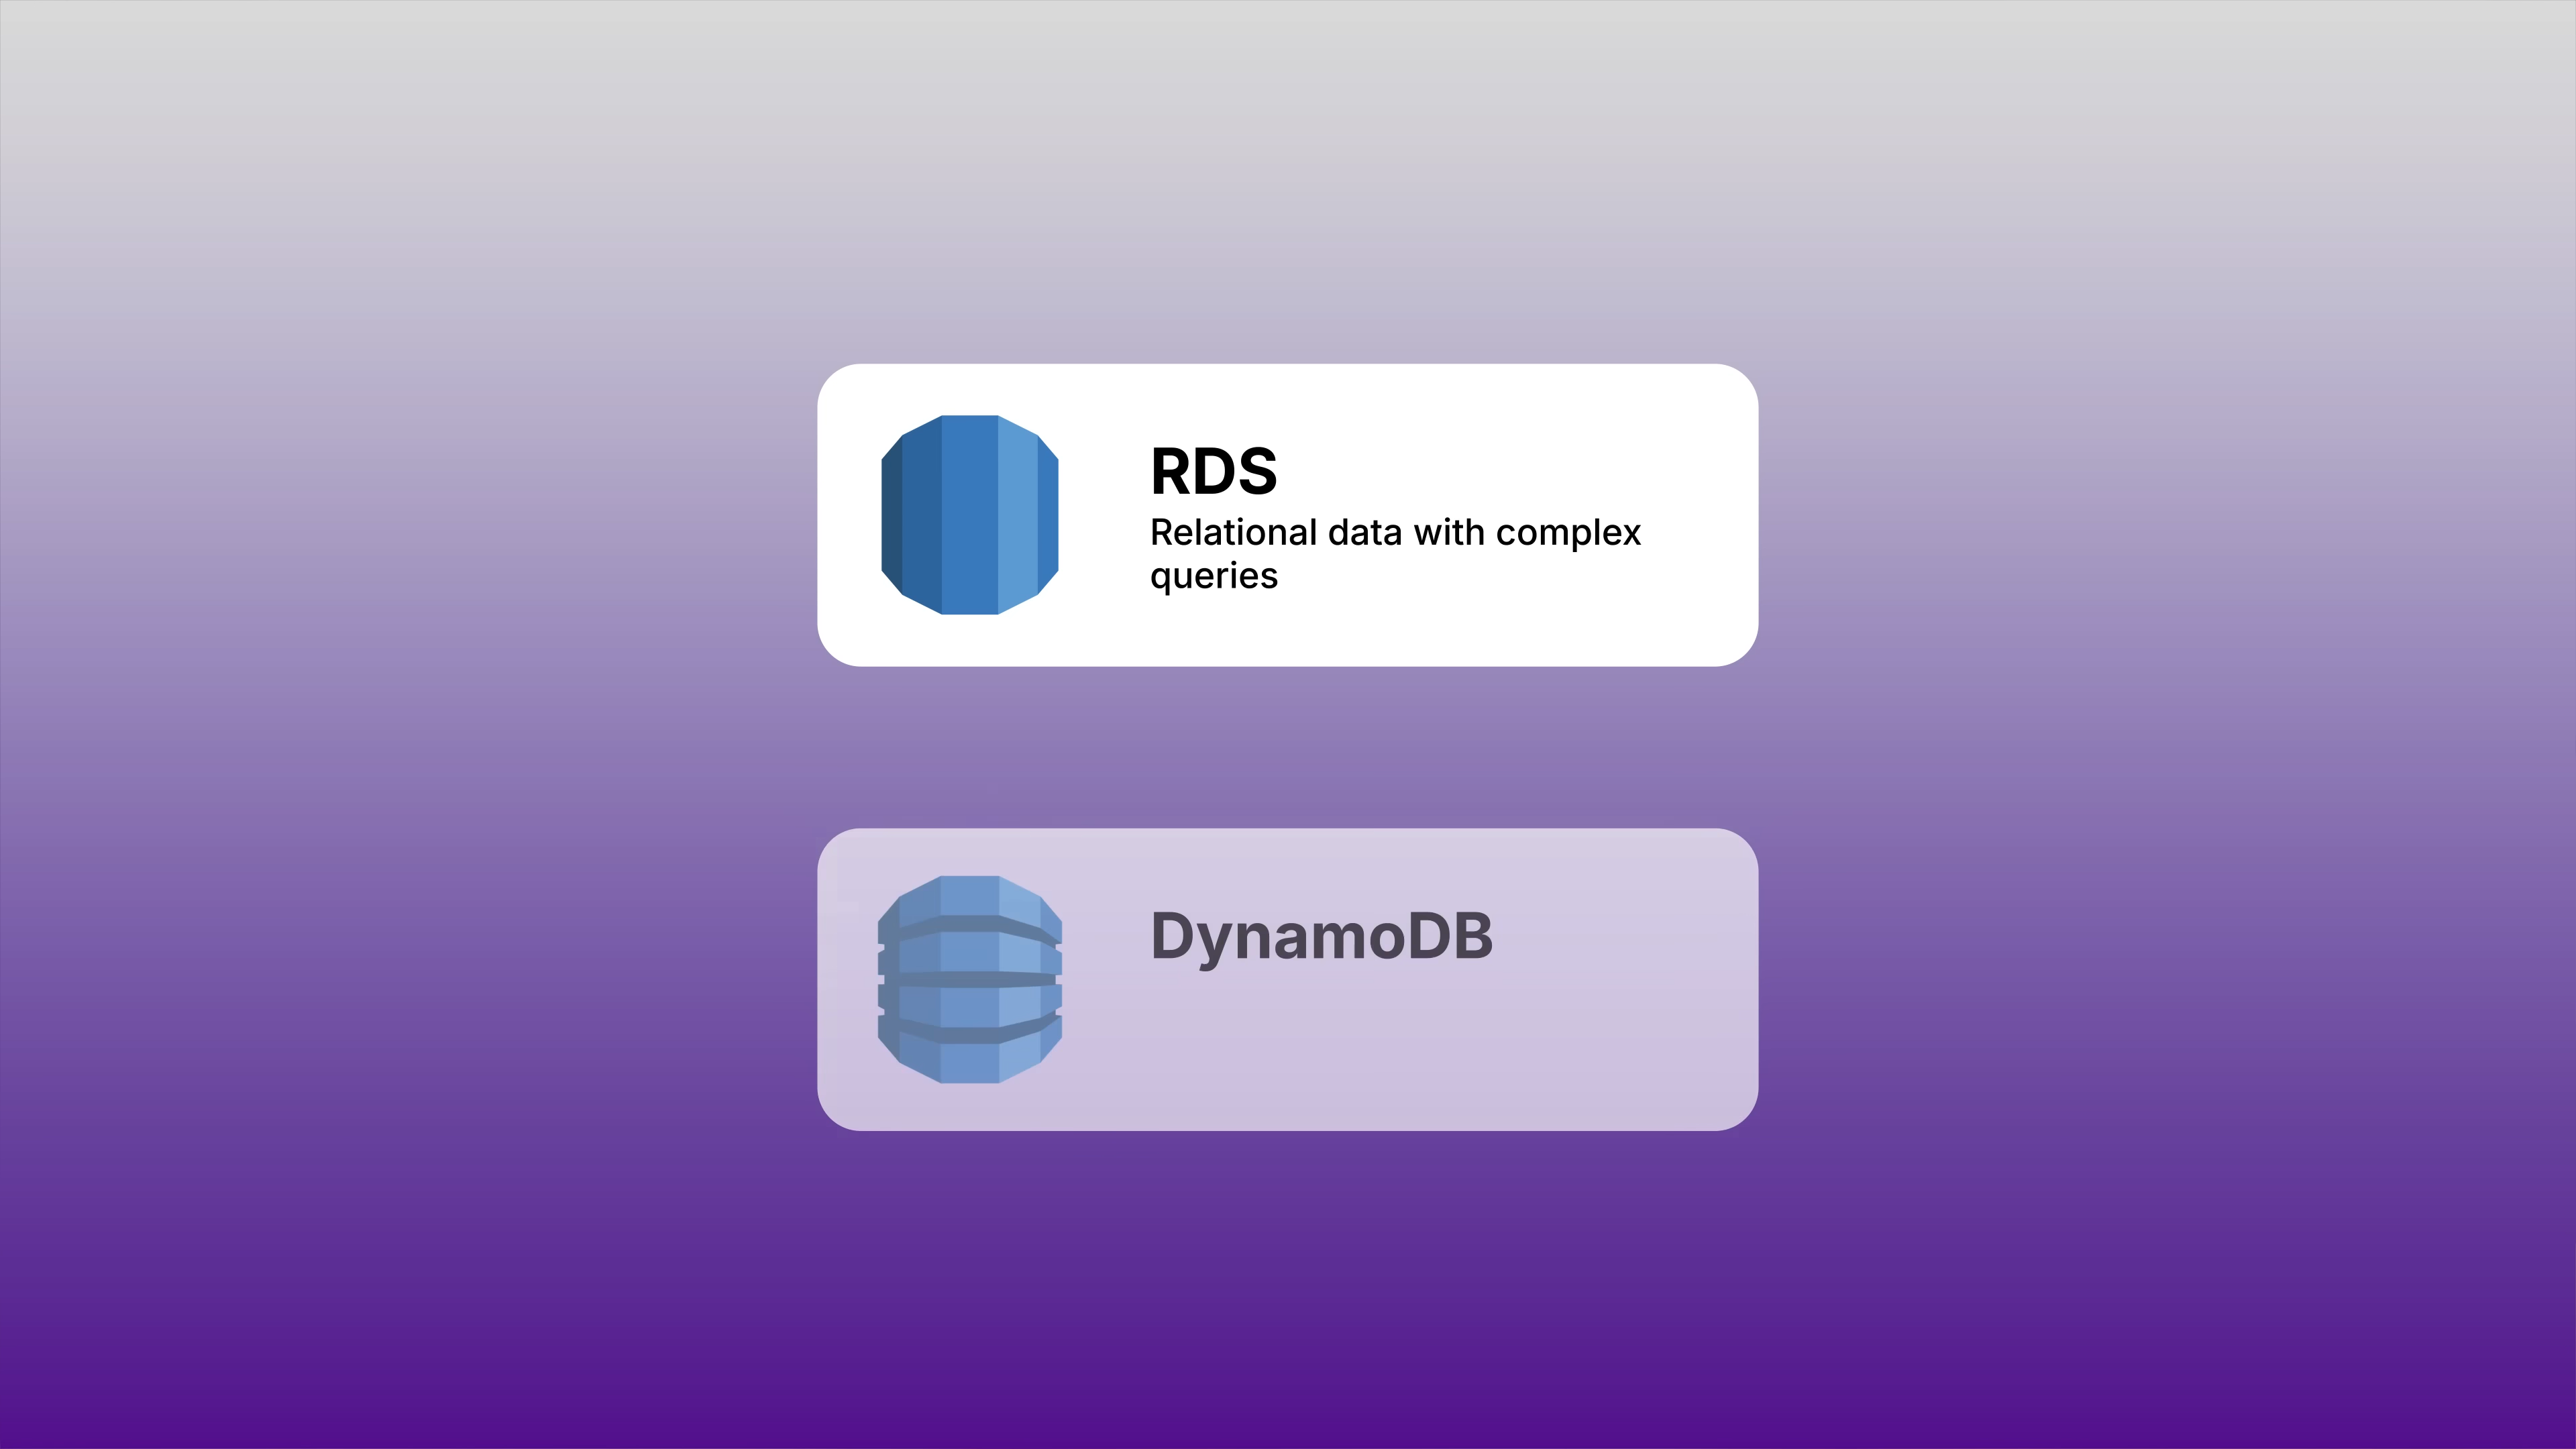 RDS
Relational data with complex
queries
DynamoDB